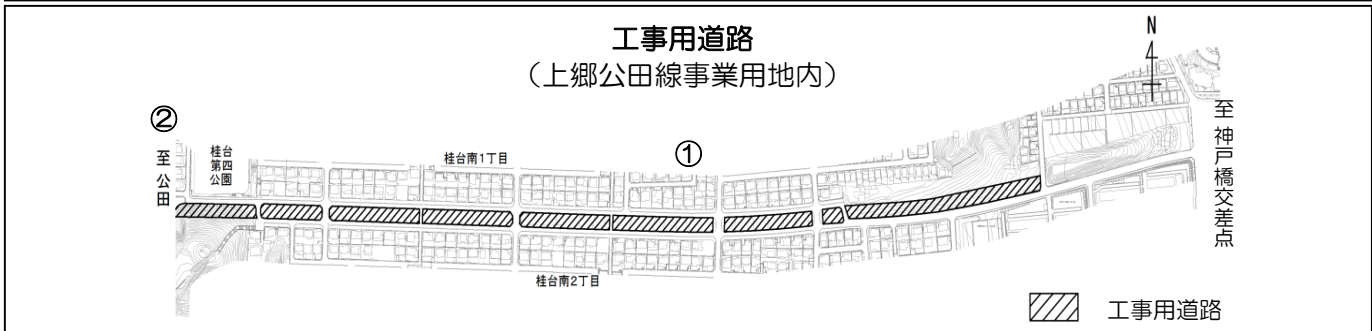 工事用道路
（上郷公田線事業用地内）
N
②
至公田
桂台
第四
公園
桂台南1丁目
①
至神戸橋交差点
桂台南2丁目
工事用道路